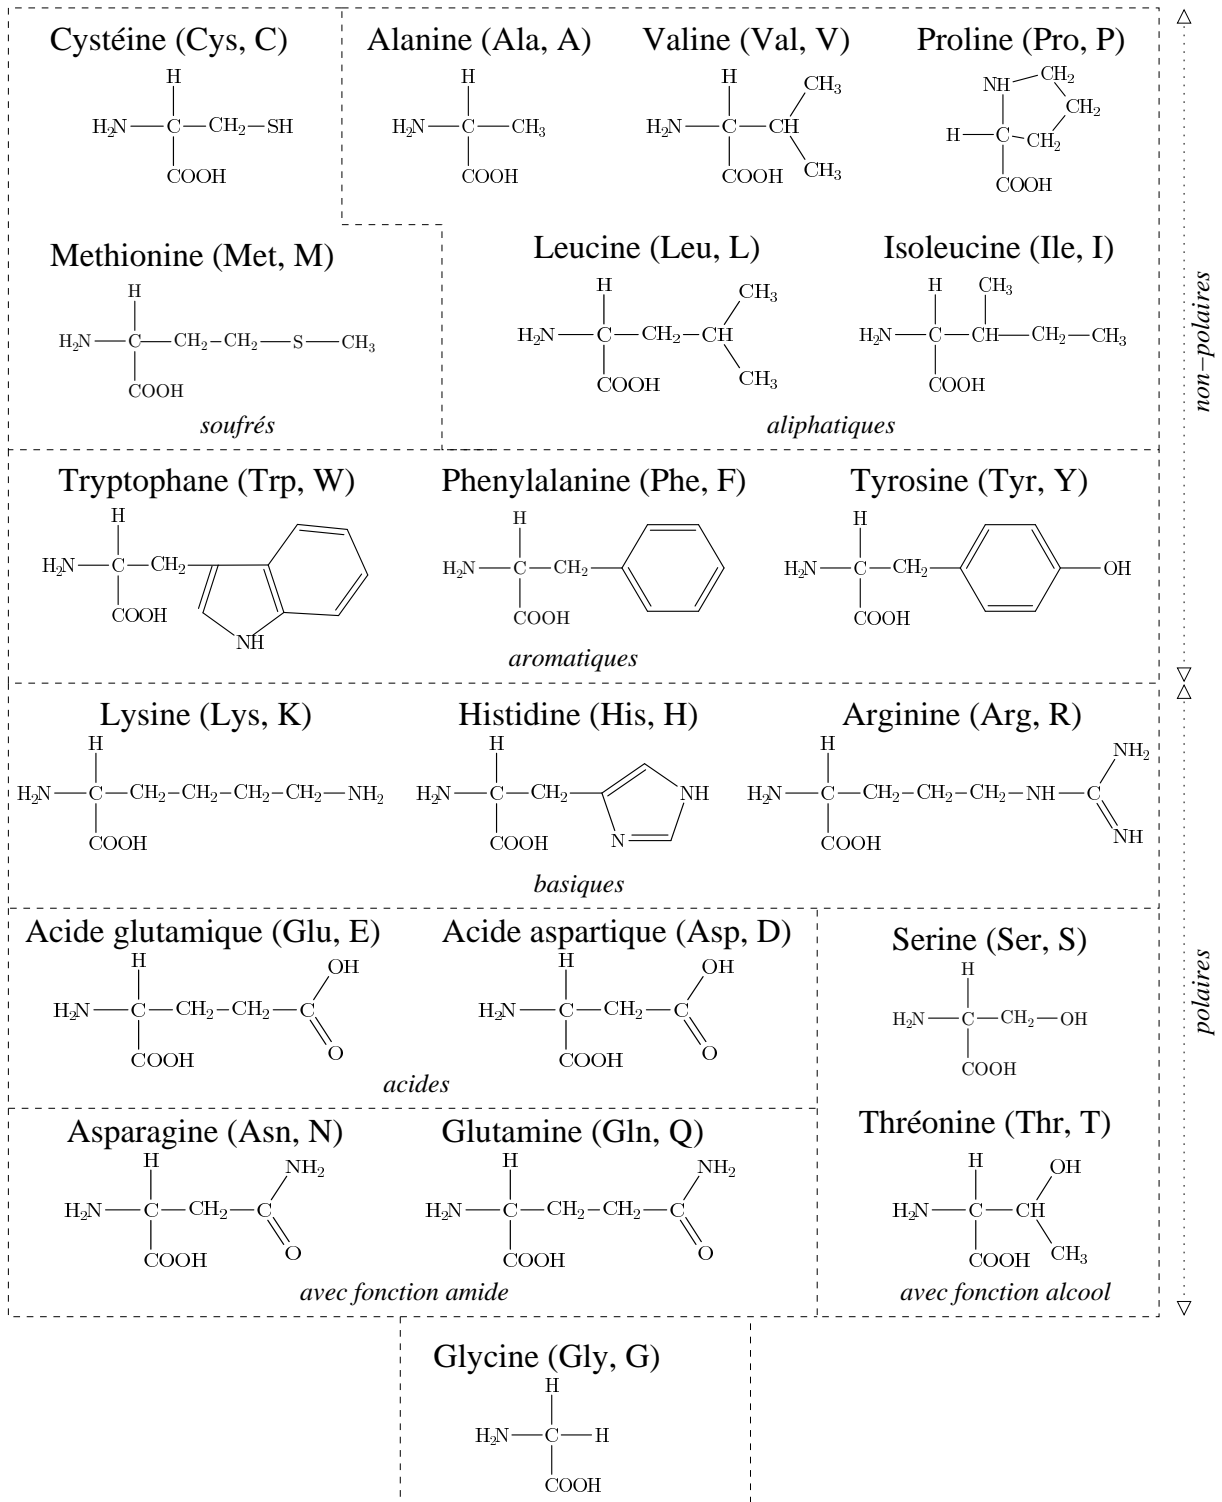 Cystéine (Cys, C)
H
H₂N C CH₂ SH
COOH
Alanine (Ala, A)
H
H₂N C CH₃
COOH
Valine (Val, V)
H
CH₃
H₂N C CH
COOH
CH₃
Proline (Pro, P)
NH CH₂
CH₂
H C CH₂
COOH
Methionine (Met, M)
H
H₂N C CH₂ CH₂ S CH₃
COOH
soufrés
Leucine (Leu, L)
H
CH₃
H₂N C CH₂ CH
COOH
CH₃
Isoleucine (Ile, I)
H CH₃
H₂N C CH CH₂ CH₃
COOH
aliphatiques
non-polaires
Tryptophane (Trp, W)
H
H₂N C CH₂
COOH
NH
Phenylalanine (Phe, F)
H
H₂N C CH₂
COOH
Tyrosine (Tyr, Y)
H
H₂N C CH₂ OH
COOH
aromatiques
Lysine (Lys, K)
H
H₂N C CH₂ CH₂ CH₂ CH₂ NH₂
COOH
Histidine (His, H)
H
H₂N C CH₂ NH
COOH N
Arginine (Arg, R)
H
NH₂
H₂N C CH₂ CH₂ CH₂ NH C
COOH NH
basiques
Acide glutamique (Glu, E)
H OH
H₂N C CH₂ CH₂ C
COOH O
Acide aspartique (Asp, D)
H OH
H₂N C CH₂ C
COOH O
acides
Serine (Ser, S)
H
H₂N C CH₂ OH
COOH
polaires
Asparagine (Asn, N)
H NH₂
H₂N C CH₂ C
COOH O
Glutamine (Gln, Q)
H NH₂
H₂N C CH₂ CH₂ C
COOH O
avec fonction amide
Thréonine (Thr, T)
H OH
H₂N C CH
COOH CH₃
avec fonction alcool
Glycine (Gly, G)
H
H₂N C H
COOH